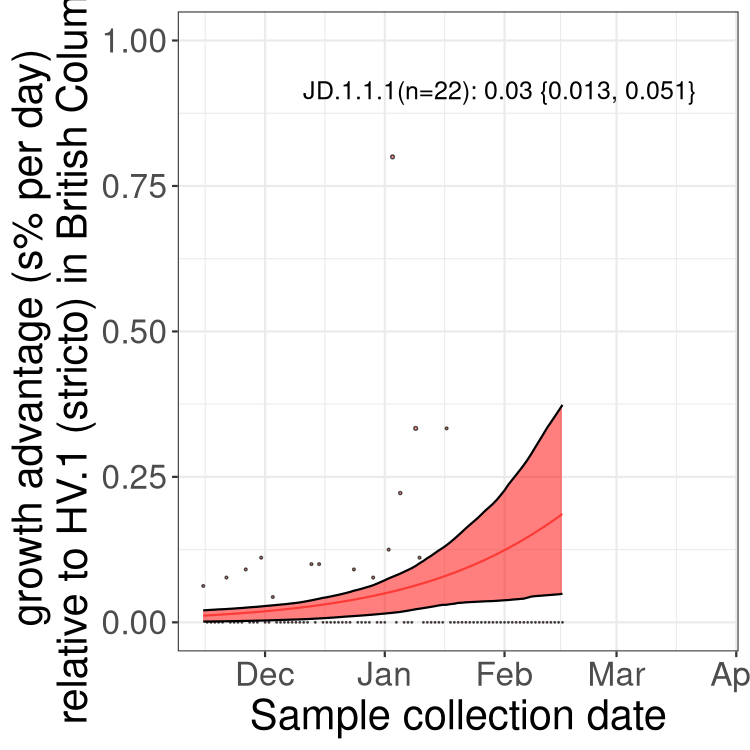 growth advantage (s% per day)
relative to HV.1 (stricto) in British Colum
1.00
0.75
0.50
0.25
0.00
JD.1.1.1(n=22): 0.03 {0.013, 0.051}
Dec Jan Feb Mar Ap
Sample collection date